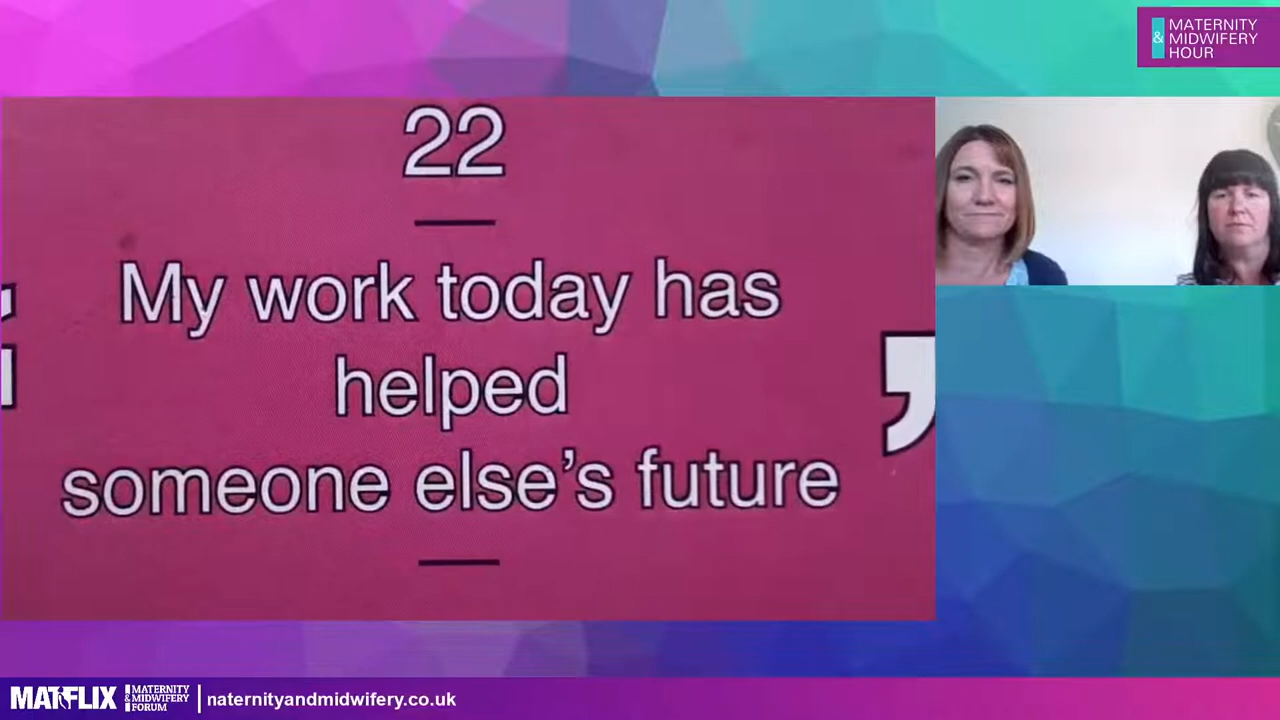 MATERNITY
& MIDWIFERY
HOUR
22
My work today has
helped
someone else’s future
’
MATFLIX
MATERNITY
& MIDWIFERY
FORUM
naternityandmidwifery.co.uk